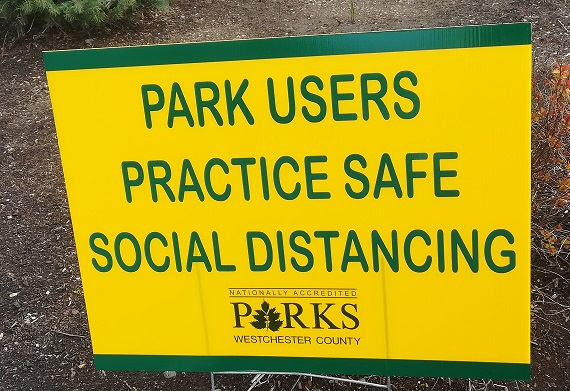 PARK USERS
PRACTICE SAFE
SOCIAL DISTANCING
NATIONALLY ACCREDITED
PARKS
WESTCHESTER COUNTY